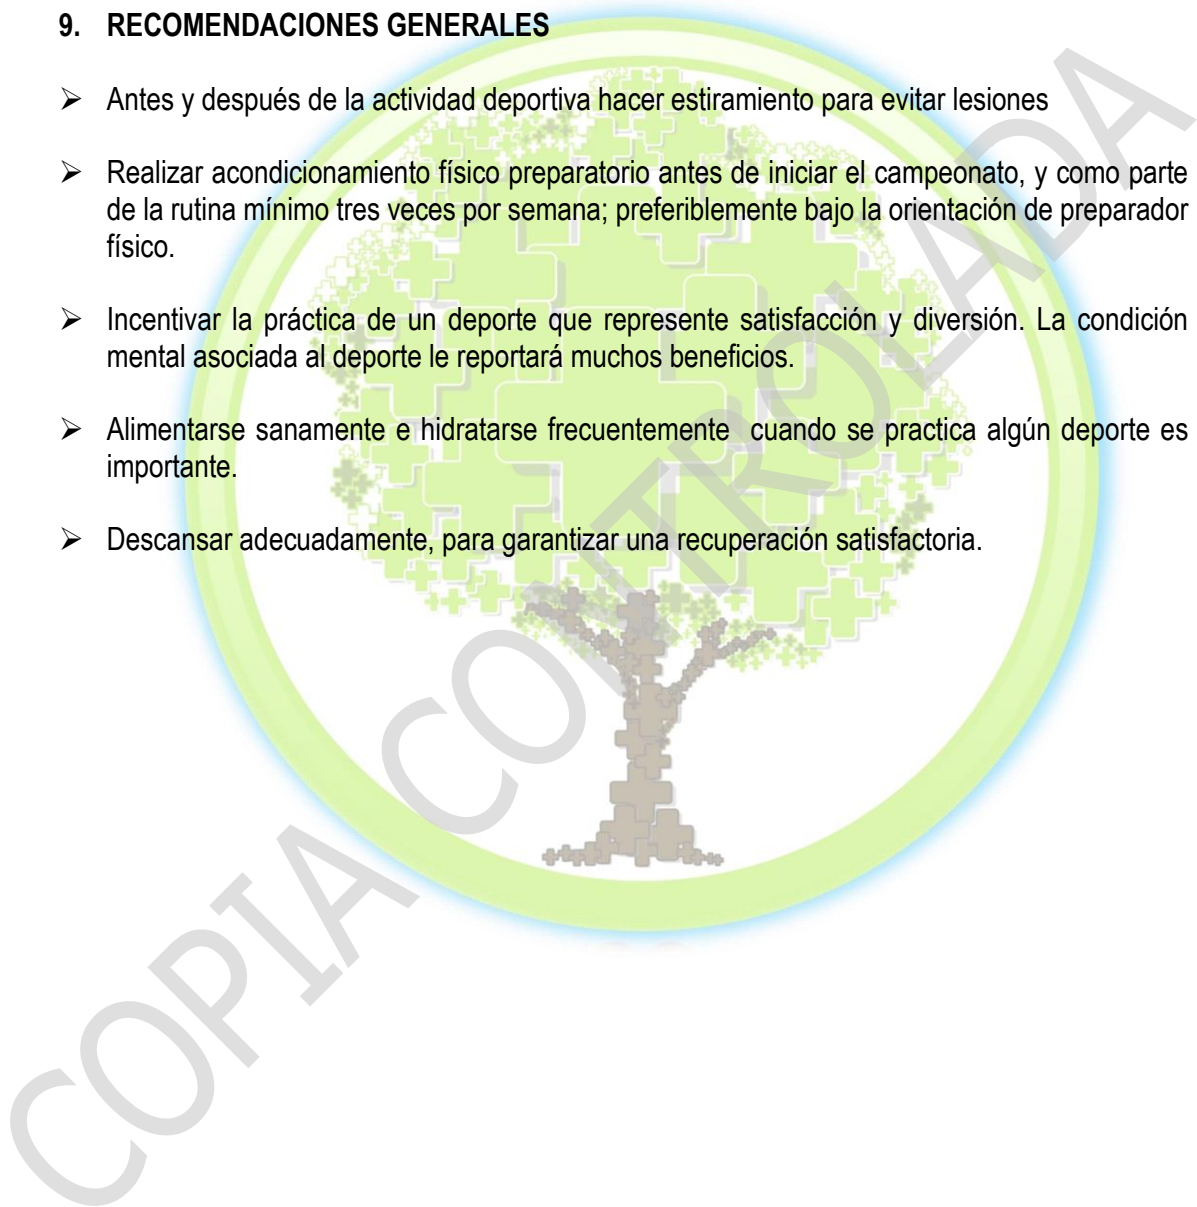 9. RECOMENDACIONES GENERALES
➢ Antes y después de la actividad deportiva hacer estiramiento para evitar lesiones
➢ Realizar acondicionamiento físico preparatorio antes de iniciar el campeonato, y como parte
de la rutina mínimo tres veces por semana; preferiblemente bajo la orientación de preparador
físico.
➢ Incentivar la práctica de un deporte que represente satisfacción y diversión. La condición
mental asociada al deporte le reportará muchos beneficios.
➢ Alimentarse sanamente e hidratarse frecuentemente cuando se practica algún deporte es
importante.
➢ Descansar adecuadamente, para garantizar una recuperación satisfactoria.
COPIA CONTROLADA